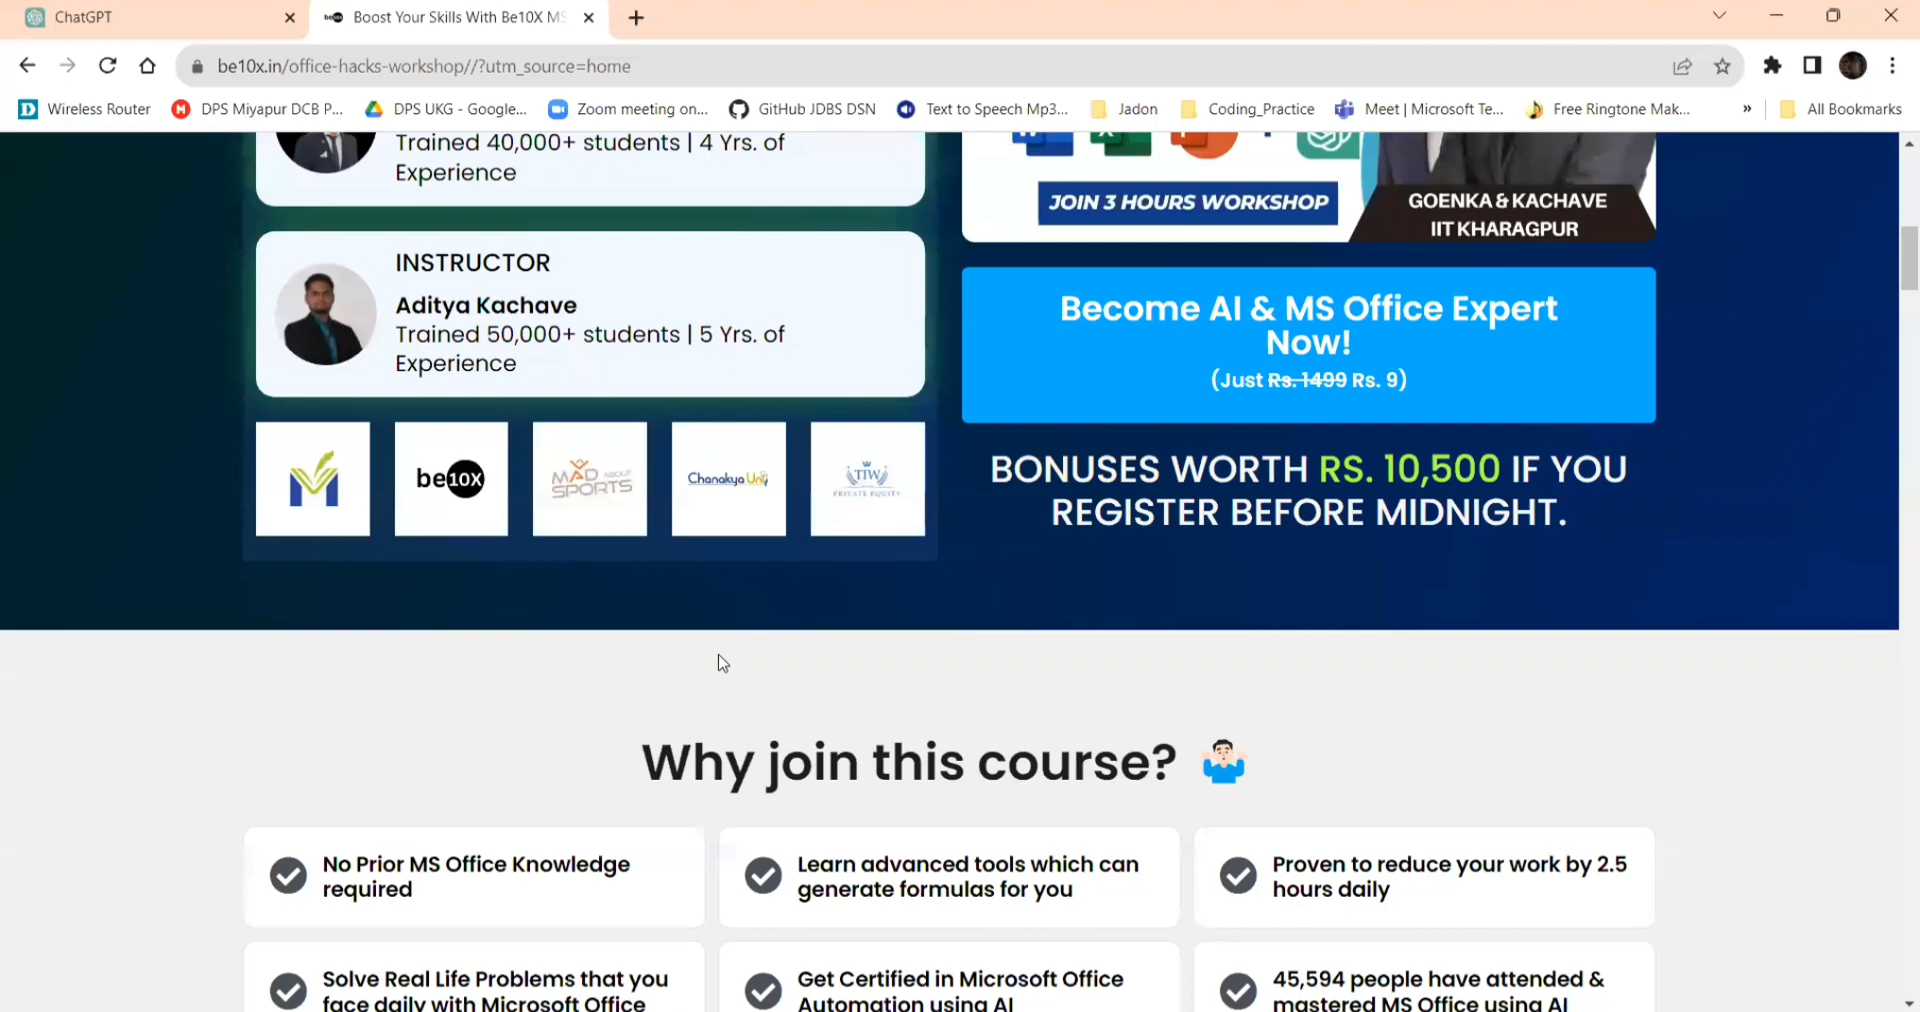 ChatGPT
be10x Boost Your Skills With Be10X MS
be10x.in/office-hacks-workshop//?utm_source=home
D Wireless Router
M DPS Miyapur DCB P...
DPS UKG - Google...
Zoom meeting on...
GitHub JDBS DSN
Text to Speech Mp3...
Jadon
Coding_Practice
Meet | Microsoft Te...
Free Ringtone Mak...
»
All Bookmarks
Trained 40,000+ students | 4 Yrs. of
Experience
INSTRUCTOR
Aditya Kachave
Trained 50,000+ students | 5 Yrs. of
Experience
be10X
MAD ABOUT
SPORTS
Chanakya Uni
TIW
PRIVATE EQUITY
JOIN 3 HOURS WORKSHOP
GOENKA & KACHAVE
IIT KHARAGPUR
Become AI & MS Office Expert
Now!
(Just Rs. 1499 Rs. 9)
BONUSES WORTH RS. 10,500 IF YOU
REGISTER BEFORE MIDNIGHT.
Why join this course?
No Prior MS Office Knowledge
required
Learn advanced tools which can
generate formulas for you
Proven to reduce your work by 2.5
hours daily
Solve Real Life Problems that you
face daily with Microsoft Office
Get Certified in Microsoft Office
Automation using AI
45,594 people have attended &
mastered MS Office using AI